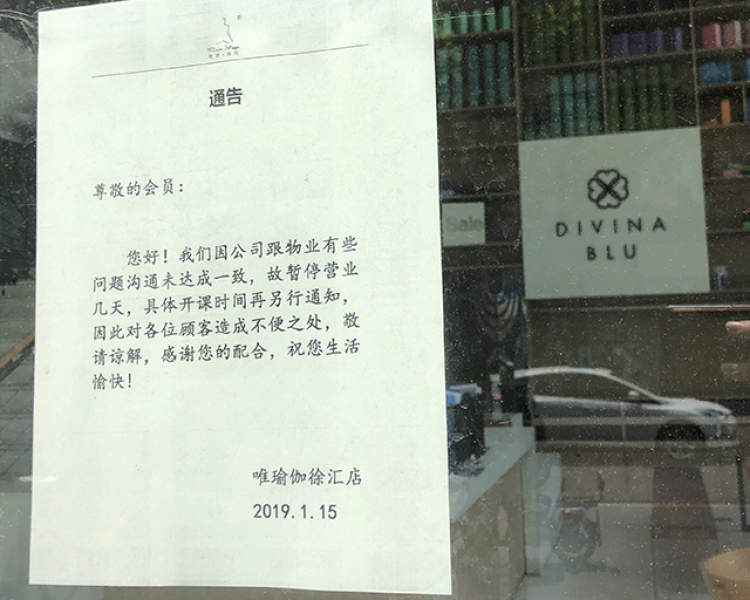 通告
尊敬的会员：
您好！我们因公司跟物业有些
问题沟通未达成一致，故暂停营业
几天，具体开课时间再另行通知，
因此对各位顾客造成不便之处，敬
请谅解，感谢您的配合，祝您生活
愉快！
唯瑜伽徐汇店
2019.1.15
Sale
DIVINA
BLU